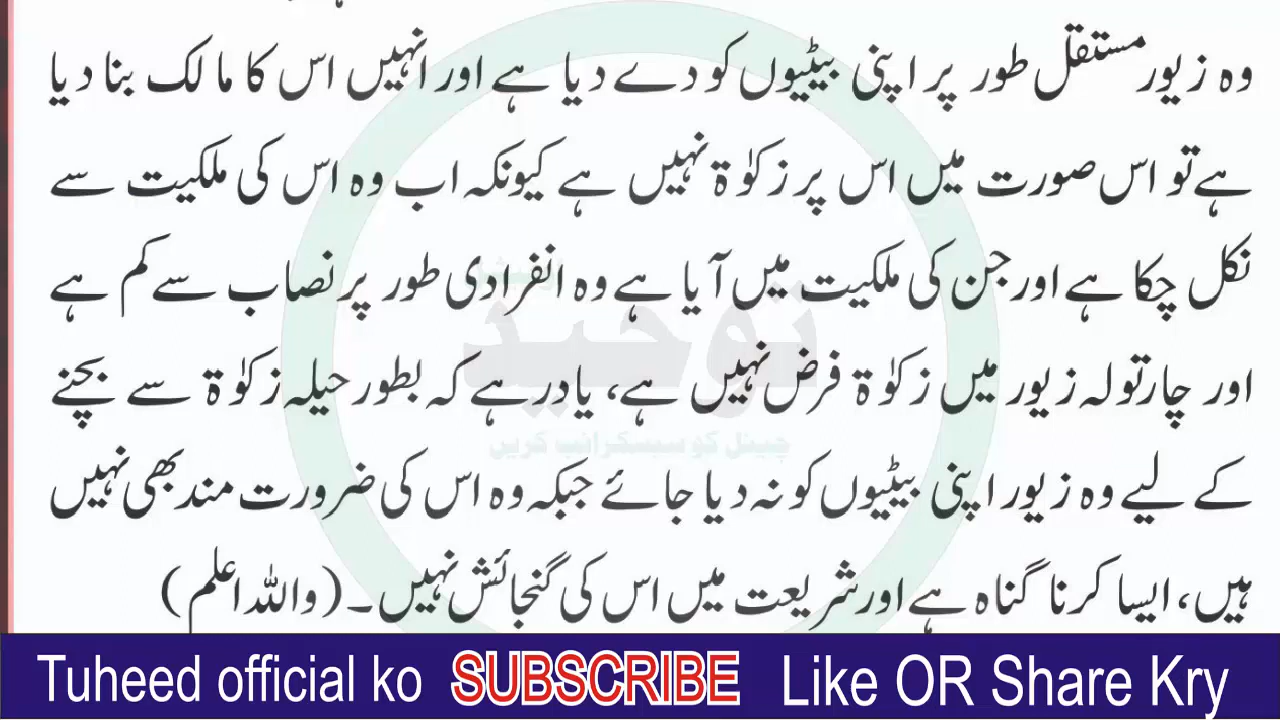 وہ زیور مستقل طور پر اپنی بیٹیوں کو دے دیا ہے اور انہیں اس کا مالک بنا دیا
ہے تو اس صورت میں اس پر زکوٰۃ نہیں ہے کیونکہ اب وہ اس کی ملکیت سے
نکل چکا ہے اور جن کی ملکیت میں آیا ہے وہ انفرادی طور پر نصاب سے کم ہے
اور چار تولہ زیور میں زکوٰۃ فرض نہیں ہے، یاد رہے کہ بطور حیلہ زکوٰۃ سے بچنے
کے لیے وہ زیور اپنی بیٹیوں کو نہ دیا جائے جبکہ وہ اس کی ضرورت مند بھی نہیں
ہیں، ایسا کرنا گناہ ہے اور شریعت میں اس کی گنجائش نہیں۔ (واللہ اعلم)
توحید
چینل کو سبسکرائب کریں
Tuheed official ko SUBSCRIBE Like OR Share Kry